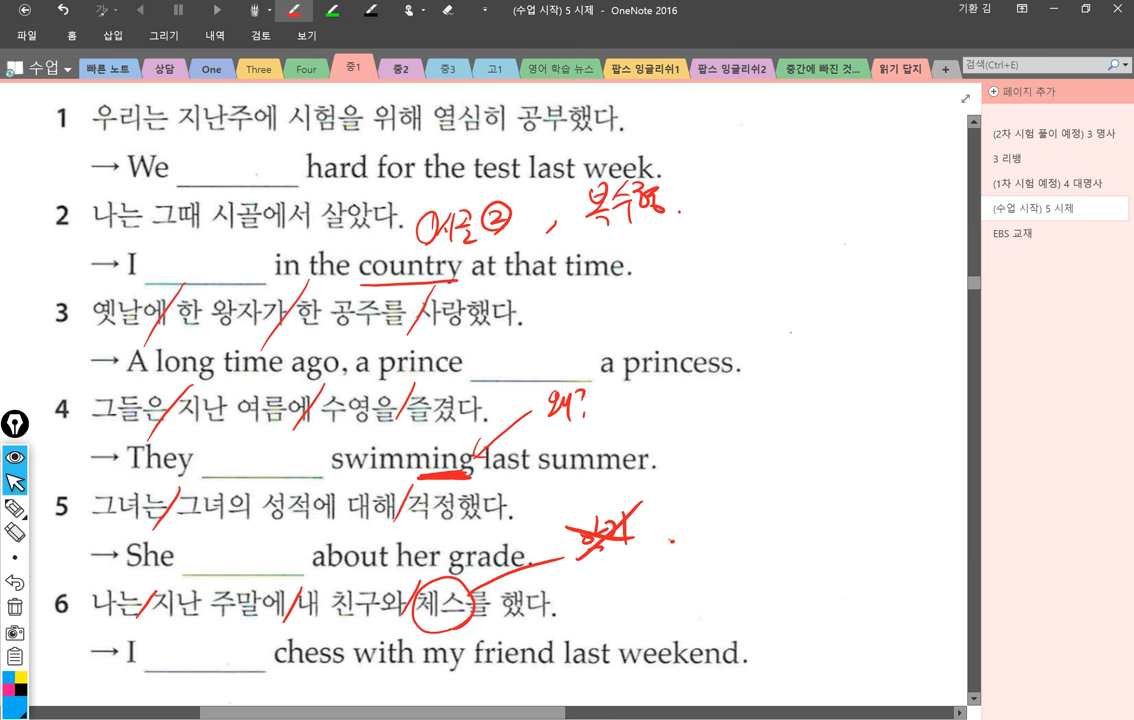 (수업 시작) 5 시제 - OneNote 2016
기환 김
파일 홈 삽입 그리기 내역 검토 보기
수업 빠른 노트 상담 One Three Four 중1 중2 중3 고1 영어 학습 뉴스 팝스 잉글리쉬1 팝스 잉글리쉬2 중간에 빠진 것... 읽기 답지 +
검색(Ctrl+E)
페이지 추가
(2차 시험 풀이 예정) 3 명사
3 리뱅
(1차 시험 예정) 4 대명사
(수업 시작) 5 시제
EBS 교재
1 우리는 지난주에 시험을 위해 열심히 공부했다.
→ We ________ hard for the test last week.
2 나는 그때 시골에서 살았다.
① 시골 ② , 복수형.
→ I ________ in the country at that time.
3 옛날에 한 왕자가 한 공주를 사랑했다.
→ A long time ago, a prince ________ a princess.
4 그들은 지난 여름에 수영을 즐겼다.
왜?
→ They ________ swimming last summer.
5 그녀는 그녀의 성적에 대해 걱정했다.
→ She ________ about her grade.
6 나는 지난 주말에 내 친구와 체스를 했다.
→ I ________ chess with my friend last weekend.